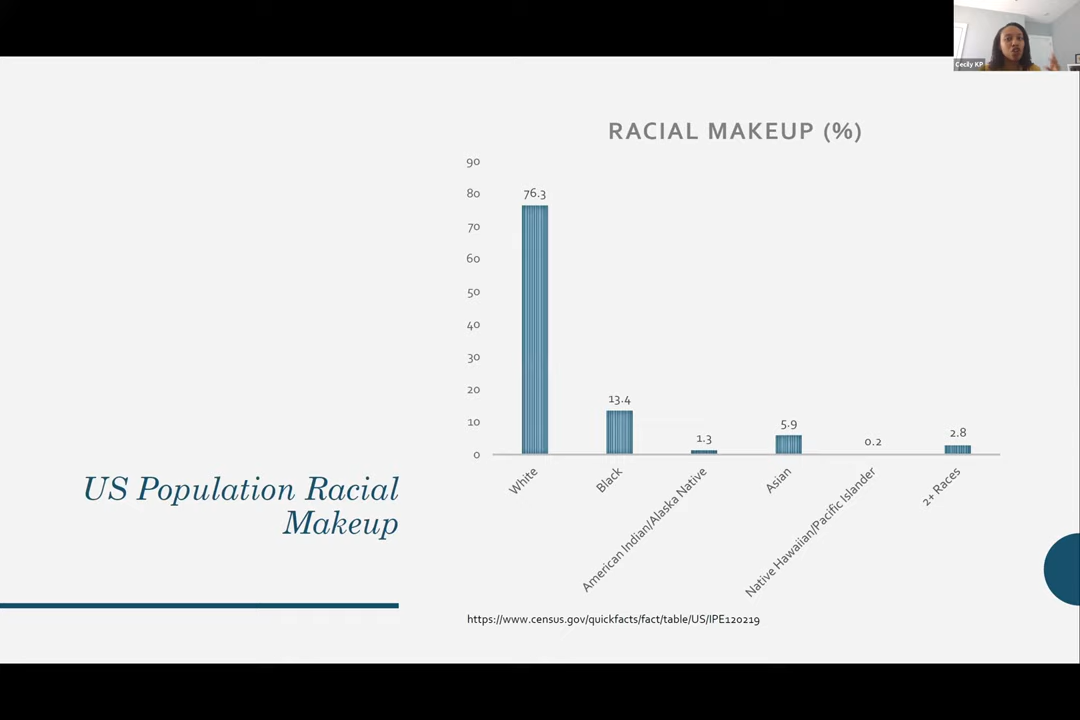 Cecily KP
RACIAL MAKEUP (%)
90
80
70
60
50
40
30
20
10
0
76.3
13.4
1.3
5.9
0.2
2.8
White
Black
American Indian/Alaska Native
Asian
Native Hawaiian/Pacific Islander
2+ Races
US Population Racial
Makeup
https://www.census.gov/quickfacts/fact/table/US/IPE120219